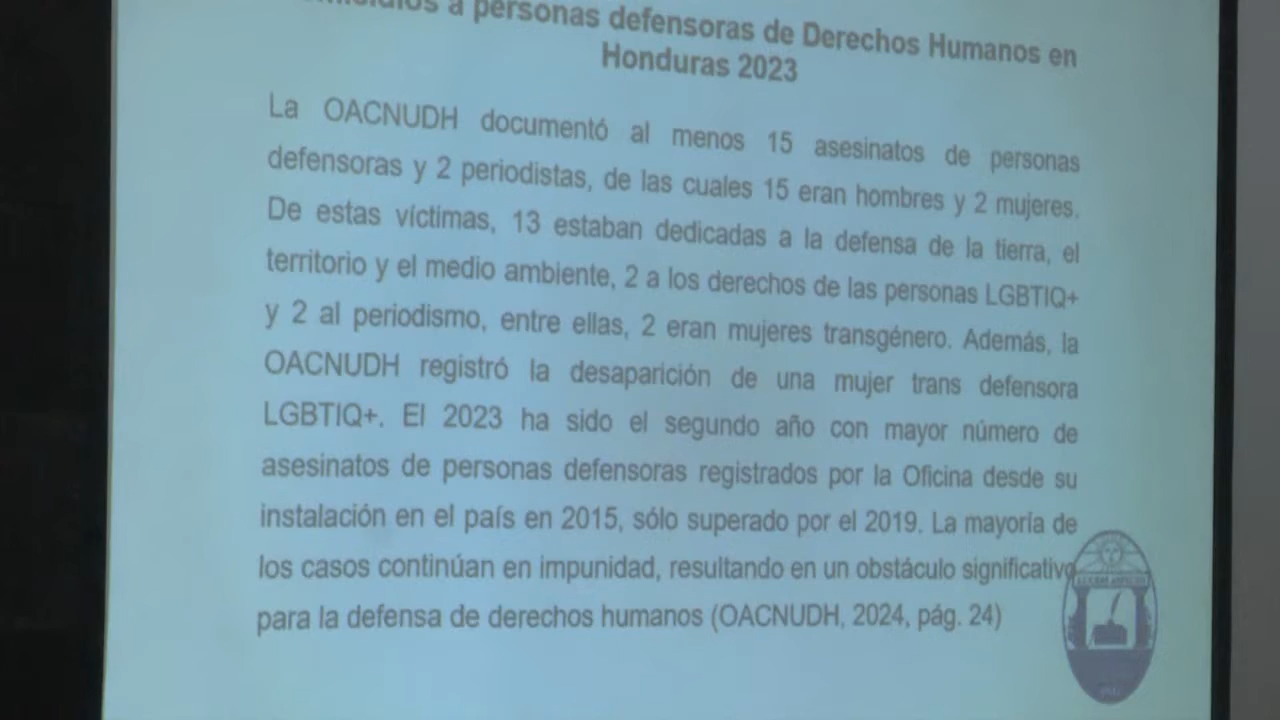 a personas defensoras de Derechos Humanos en
Honduras 2023
La OACNUDH documentó al menos 15 asesinatos de personas
defensoras y 2 periodistas, de las cuales 15 eran hombres y 2 mujeres.
De estas víctimas, 13 estaban dedicadas a la defensa de la tierra, el
territorio y el medio ambiente, 2 a los derechos de las personas LGBTIQ+
y 2 al periodismo, entre ellas, 2 eran mujeres transgénero. Además, la
OACNUDH registró la desaparición de una mujer trans defensora
LGBTIQ+. El 2023 ha sido el segundo año con mayor número de
asesinatos de personas defensoras registrados por la Oficina desde su
instalación en el país en 2015, sólo superado por el 2019. La mayoría de
los casos continúan en impunidad, resultando en un obstáculo significativo
para la defensa de derechos humanos (OACNUDH, 2024, pág. 24)